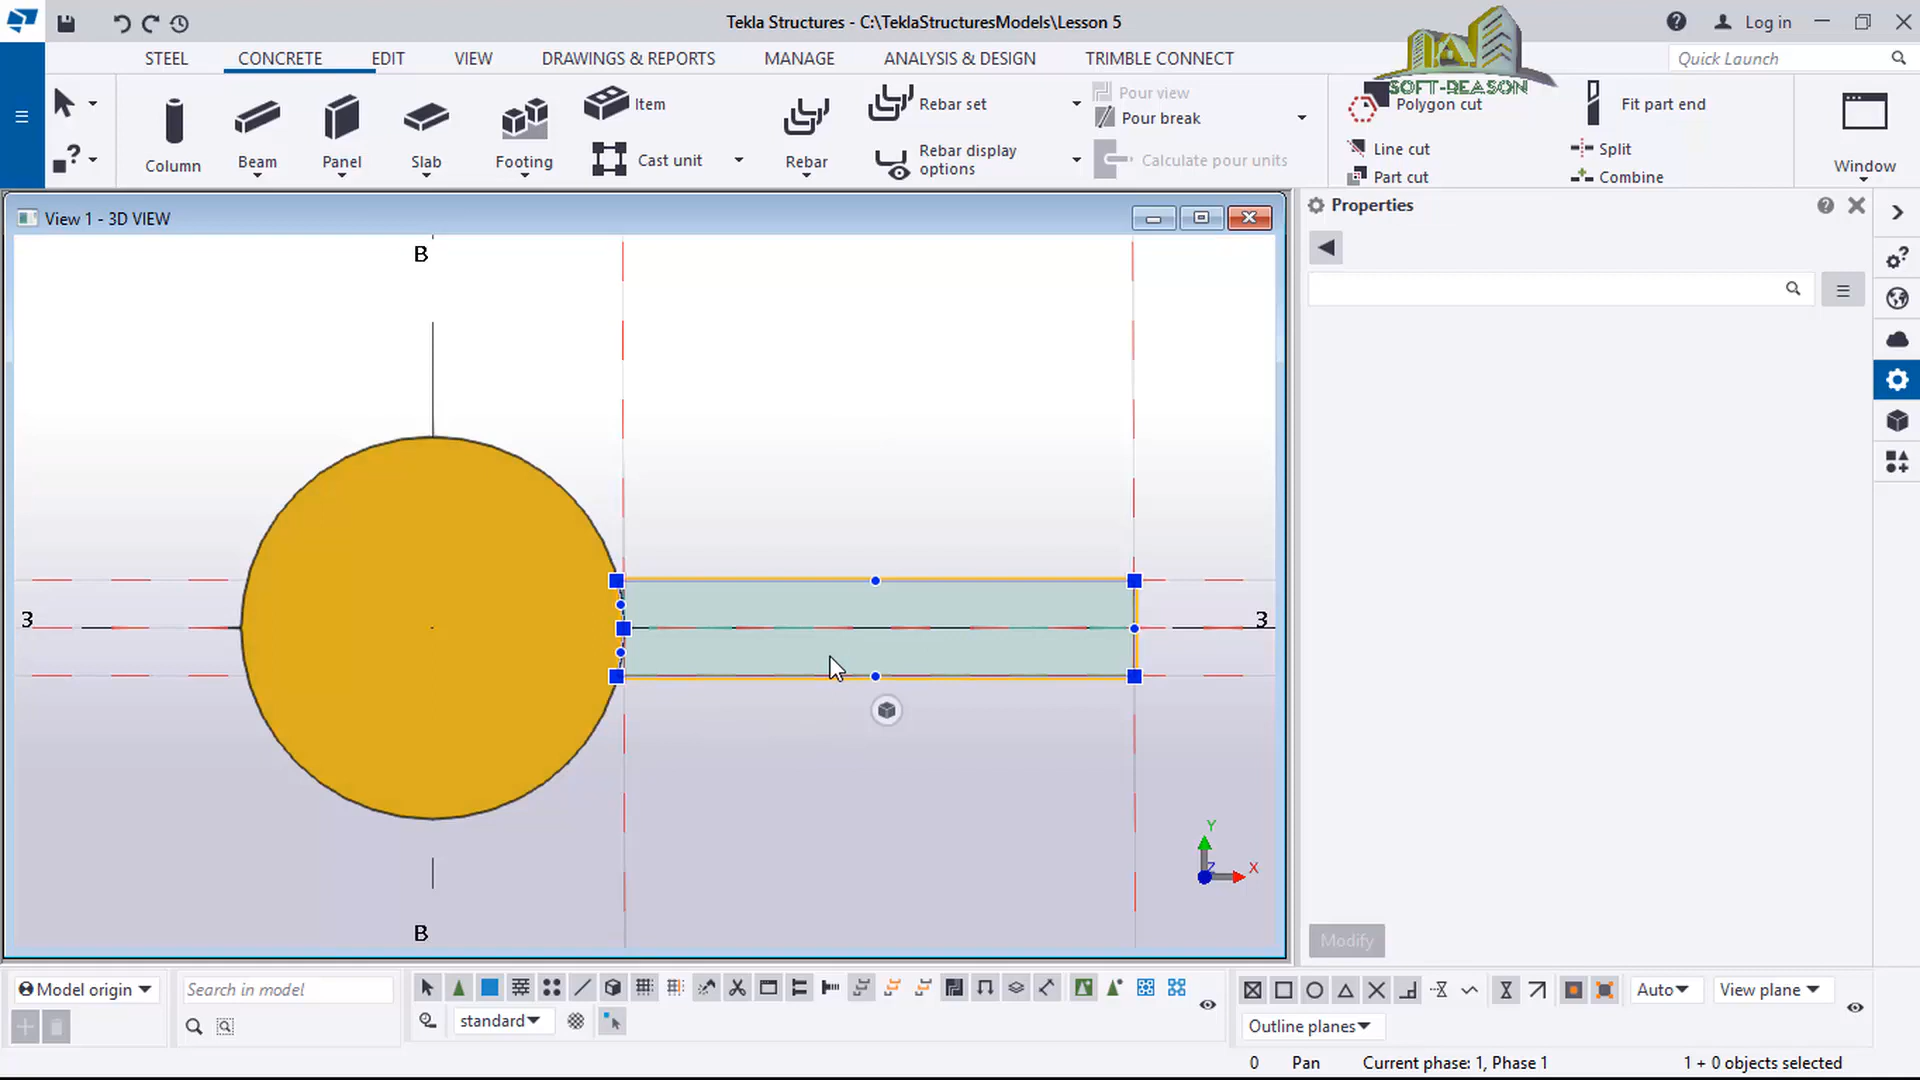 Tekla Structures - C:\TeklaStructuresModels\Lesson 5
Log in
STEEL
CONCRETE
EDIT
VIEW
DRAWINGS & REPORTS
MANAGE
ANALYSIS & DESIGN
TRIMBLE CONNECT
SOFT-REASON
Quick Launch
Column
Beam
Panel
Slab
Footing
Item
Cast unit
Rebar
Rebar set
Rebar display
options
Pour view
Pour break
Calculate pour units
Polygon cut
Line cut
Part cut
Fit part end
Split
Combine
Window
View 1 - 3D VIEW
Properties
B
3
3
B
Y
Z
X
Modify
Model origin
Search in model
standard
Auto
View plane
Outline planes
0
Pan
Current phase: 1, Phase 1
1 + 0 objects selected